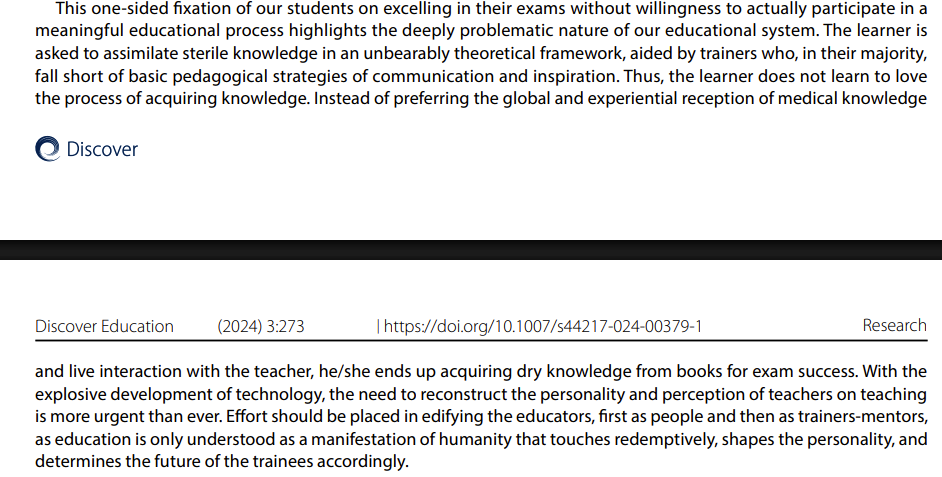 This one-sided fixation of our students on excelling in their exams without willingness to actually participate in a
meaningful educational process highlights the deeply problematic nature of our educational system. The learner is
asked to assimilate sterile knowledge in an unbearably theoretical framework, aided by trainers who, in their majority,
fall short of basic pedagogical strategies of communication and inspiration. Thus, the learner does not learn to love
the process of acquiring knowledge. Instead of preferring the global and experiential reception of medical knowledge
Discover
Discover Education (2024) 3:273 | https://doi.org/10.1007/s44217-024-00379-1 Research
and live interaction with the teacher, he/she ends up acquiring dry knowledge from books for exam success. With the
explosive development of technology, the need to reconstruct the personality and perception of teachers on teaching
is more urgent than ever. Effort should be placed in edifying the educators, first as people and then as trainers-mentors,
as education is only understood as a manifestation of humanity that touches redemptively, shapes the personality, and
determines the future of the trainees accordingly.